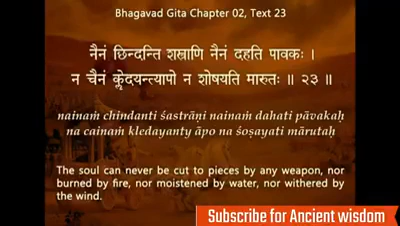 Bhagavad Gita Chapter 02, Text 23
नैनं छिन्दन्ति शस्त्राणि नैनं दहति पावकः ।
न चैनं क्लेदयन्त्यापो न शोषयति मारुतः ॥ २३ ॥
nainaṁ chindanti śastrāṇi nainaṁ dahati pāvakaḥ
na cainaṁ kledayanty āpo na śoṣayati mārutaḥ
The soul can never be cut to pieces by any weapon, nor
burned by fire, nor moistened by water, nor withered by
the wind.
Subscribe for Ancient wisdom